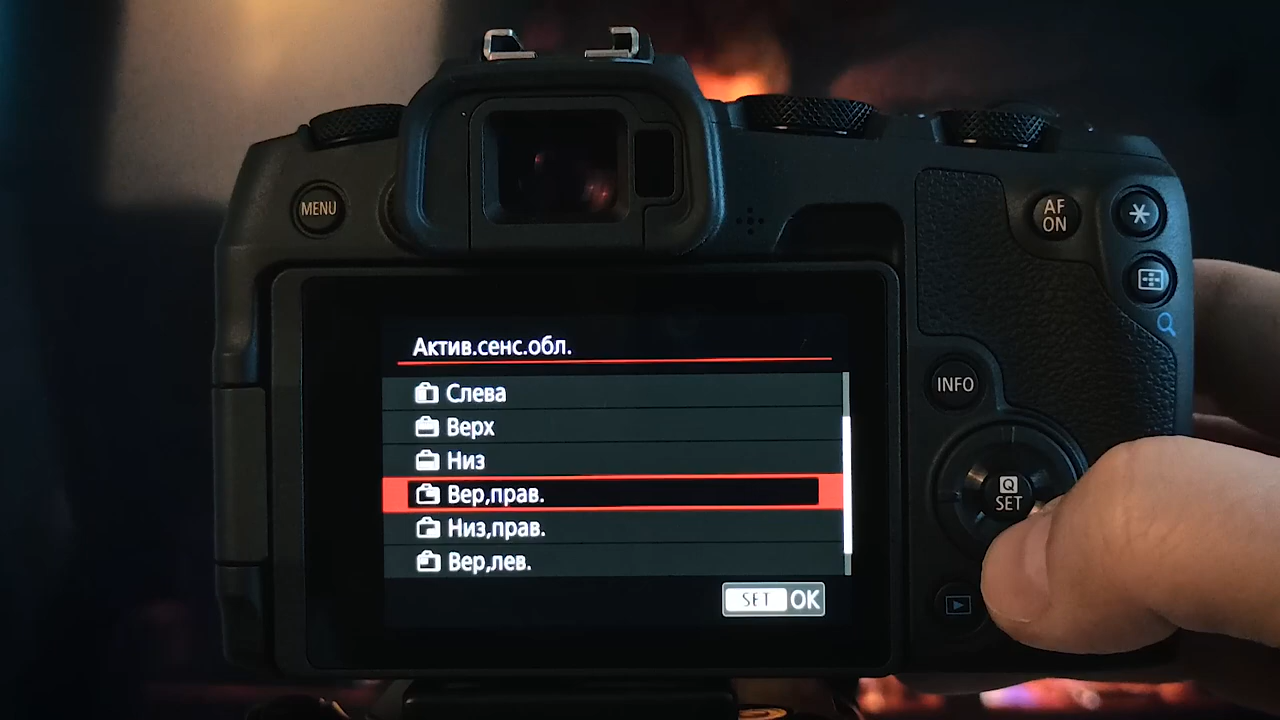 MENU
AF
ON
INFO
Q
SET
Актив.сенс.обл.
Слева
Верх
Низ
Вер,прав.
Низ,прав.
Вер,лев.
SET OK